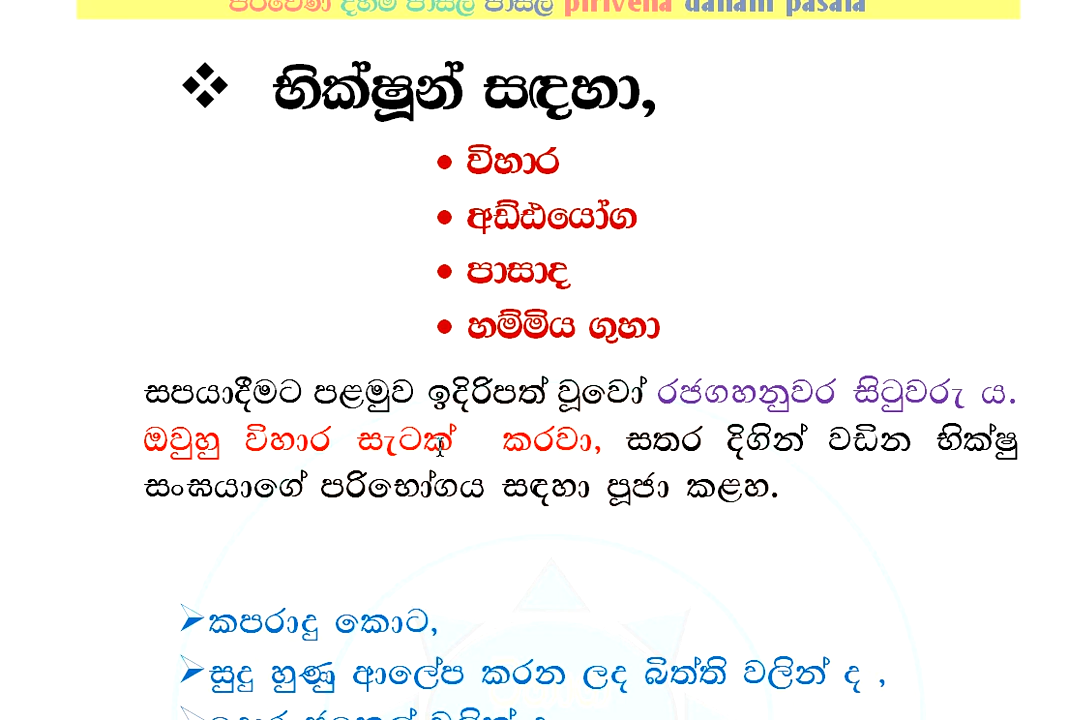 පිරිවෙණ දහම් පාසල් පාසල් pirivena daham pasala
❖ භික්ෂූන් සඳහා,
• විහාර
• අඩ්ඪයෝග
• පාසාද
• හම්මිය ගුහා
සපයාදීමට පළමුව ඉදිරිපත් වූවෝ රජගහනුවර සිටුවරු ය.
ඔවුහු විහාර සැටක් කරවා, සතර දිගින් වඩින භික්ෂු
සංඝයාගේ පරිභෝගය සඳහා පූජා කළහ.
➢කපරාදු කොට,
➢සුදු හුණු ආලේප කරන ලද බිත්ති වලින් ද ,